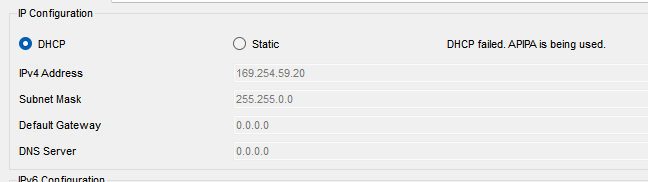 IP Configuration
DHCP Static DHCP failed. APIPA is being used.
IPv4 Address 169.254.59.20
Subnet Mask 255.255.0.0
Default Gateway 0.0.0.0
DNS Server 0.0.0.0
IPv6 Configuration